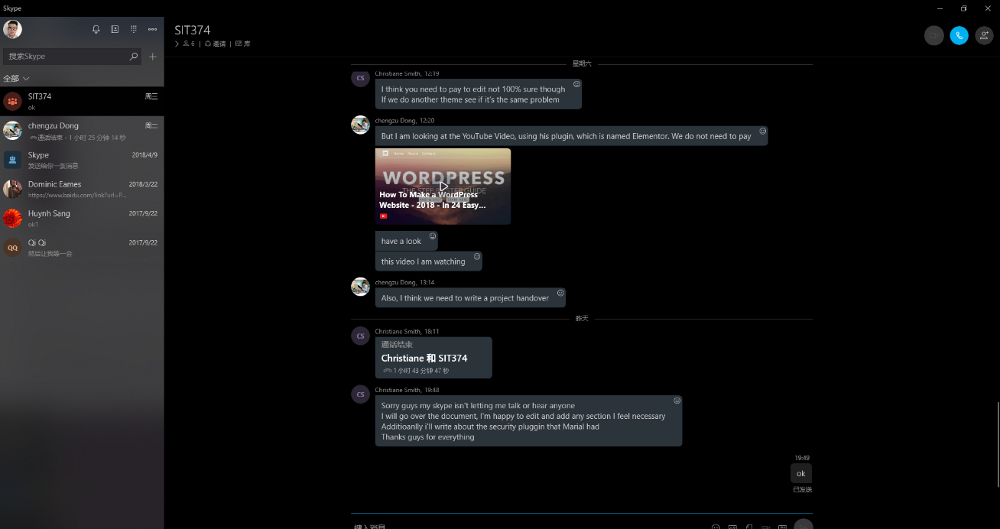 Skype
SIT374
6 | 邀请 | 库
搜索Skype
全部
SIT374
周三
ok
chengzu Dong
周二
通话结束 - 1 小时 25 分钟 14 秒
Skype
2018/4/9
发送给你一条消息
Dominic Eames
2018/3/22
https://www.baidu.com/link?url=P...
Huynh Sang
2017/9/22
ok1
QQ
Qi Qi
2017/9/22
然后让我等一会
星期六
CS
Christiane Smith, 12:19
I think you need to pay to edit not 100% sure though
If we do another theme see if it's the same problem
chengzu Dong, 12:20
But I am looking at the YouTube Video, using his plugin, which is named Elementor. We do not need to pay
Home About Contact
WORDPRESS
THE STEP BY STEP GUIDE
How To Make a WordPress
Website - 2018 - In 24 Easy...
have a look
this video I am watching
chengzu Dong, 13:14
Also, I think we need to write a project handover
昨天
CS
Christiane Smith, 18:11
通话结束
Christiane 和 SIT374
1 小时 43 分钟 47 秒
CS
Christiane Smith, 19:48
Sorry guys my skype isn't letting me talk or hear anyone
I will go over the document, I'm happy to edit and add any section I feel necessary
Additioanlly i'll write about the security pluggin that Marial had
Thanks guys for everything
19:49
ok
已发送
键入消息